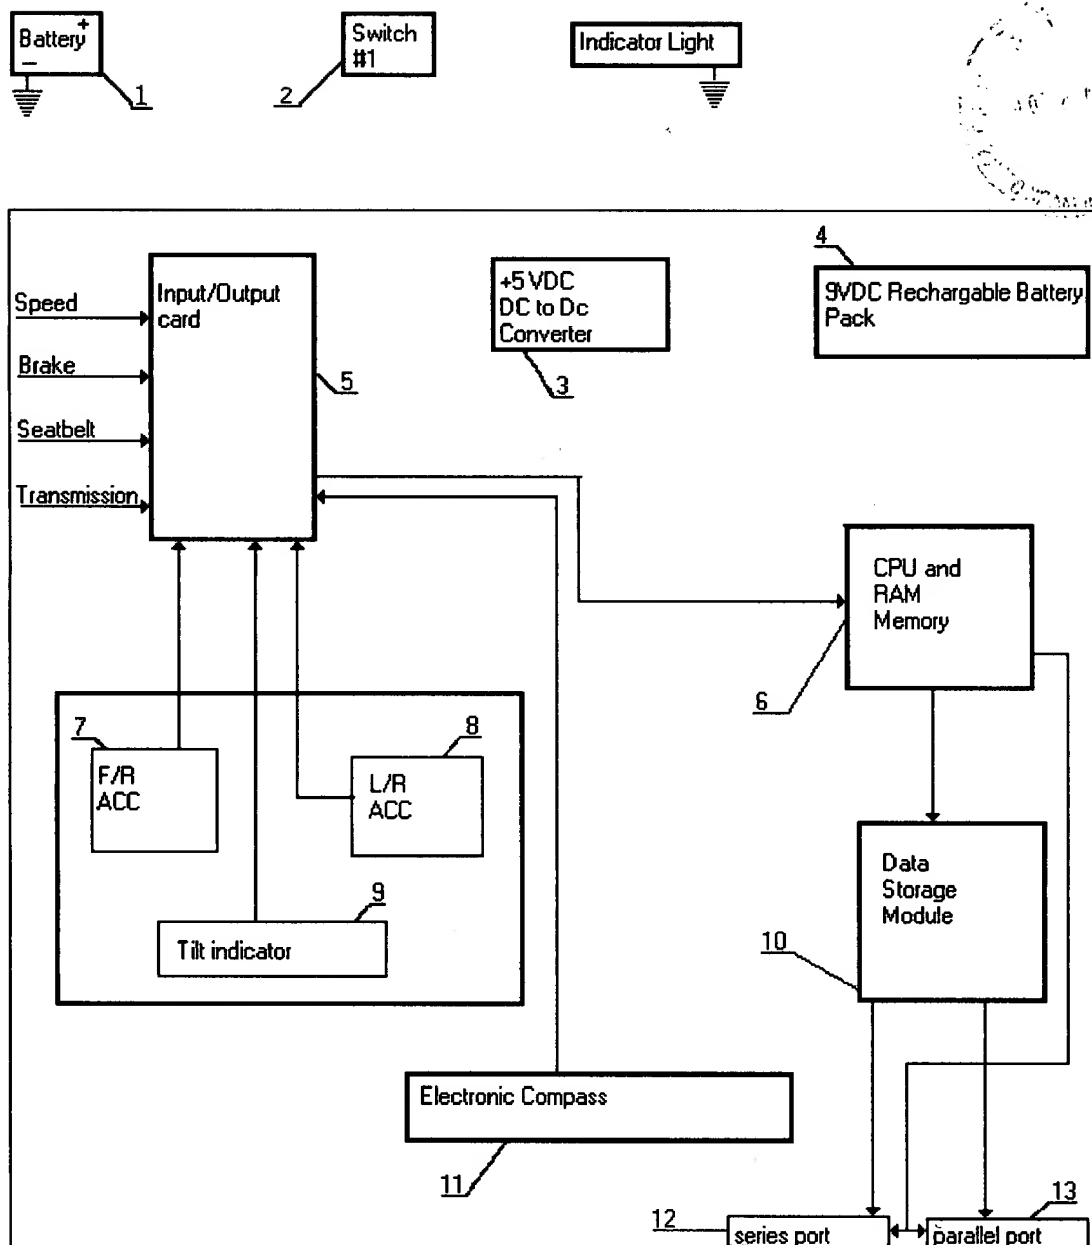 Battery +
−
1
Switch
#1
2
Indicator Light
Speed
Brake
Seatbelt
Transmission
Input/Output
card
5
+5 VDC
DC to Dc
Converter
3
4
9VDC Rechargable Battery
Pack
CPU and
RAM
Memory
6
7
F/R
ACC
8
L/R
ACC
9
Tilt indicator
Data
Storage
Module
10
Electronic Compass
11
12
series port
13
parallel port